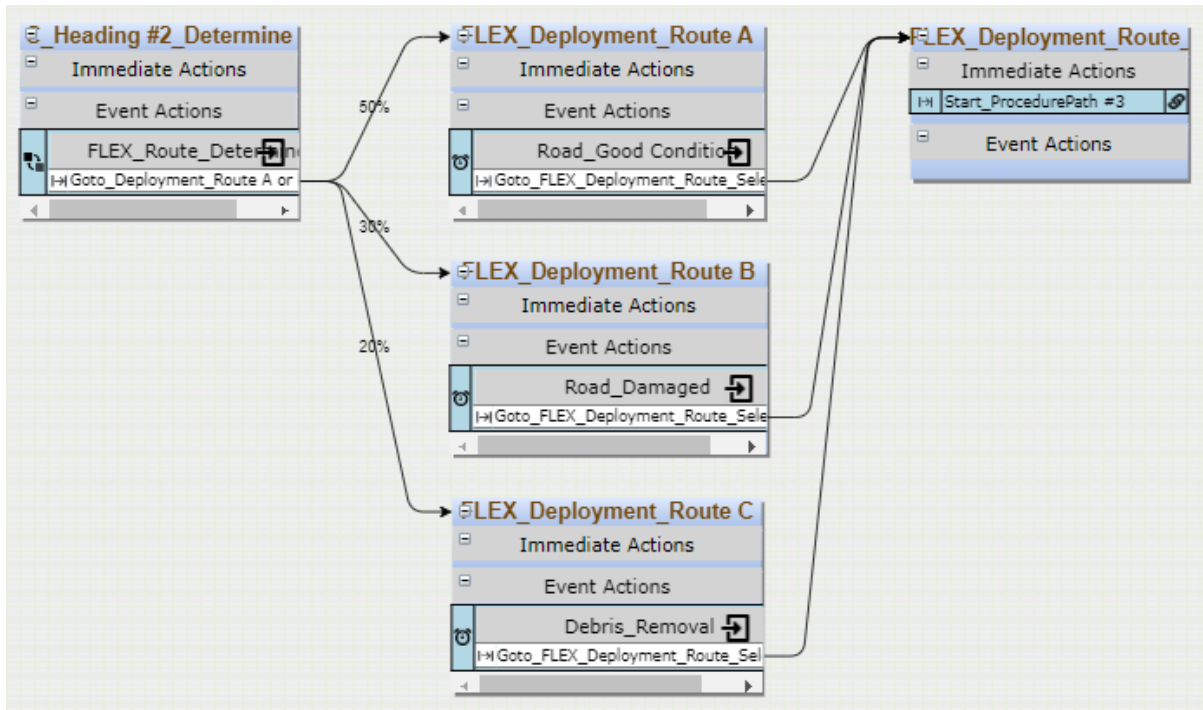 _Heading #2_Determine
Immediate Actions
Event Actions
FLEX_Route_Determin
Goto_Deployment_Route A or
50%
30%
20%
FLEX_Deployment_Route A
Immediate Actions
Event Actions
Road_Good Conditio
Goto_FLEX_Deployment_Route_Sele
FLEX_Deployment_Route B
Immediate Actions
Event Actions
Road_Damaged
Goto_FLEX_Deployment_Route_Sele
FLEX_Deployment_Route C
Immediate Actions
Event Actions
Debris_Removal
Goto_FLEX_Deployment_Route_Sel
FLEX_Deployment_Route_
Immediate Actions
Start_ProcedurePath #3
Event Actions